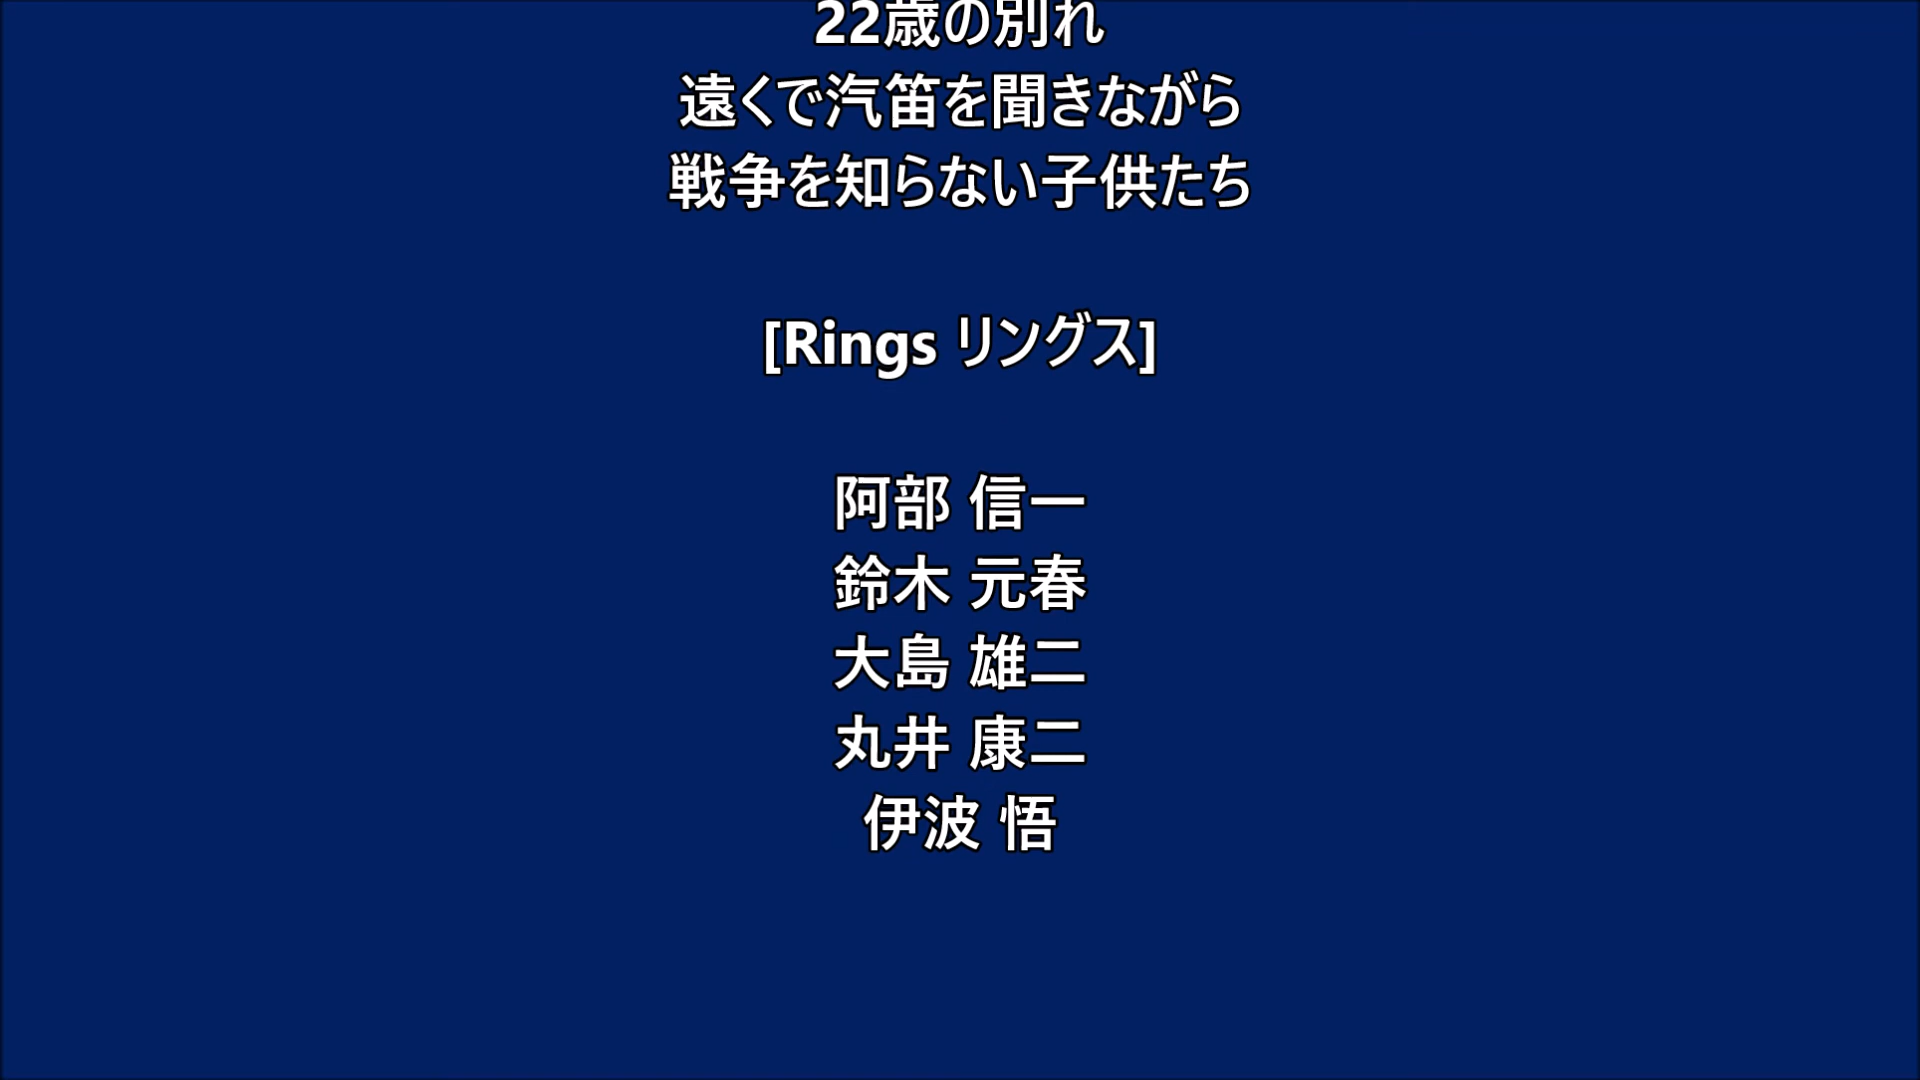 22歳の別れ
遠くで汽笛を聞きながら
戦争を知らない子供たち
[Rings リングス]
阿部 信一
鈴木 元春
大島 雄二
丸井 康二
伊波 悟